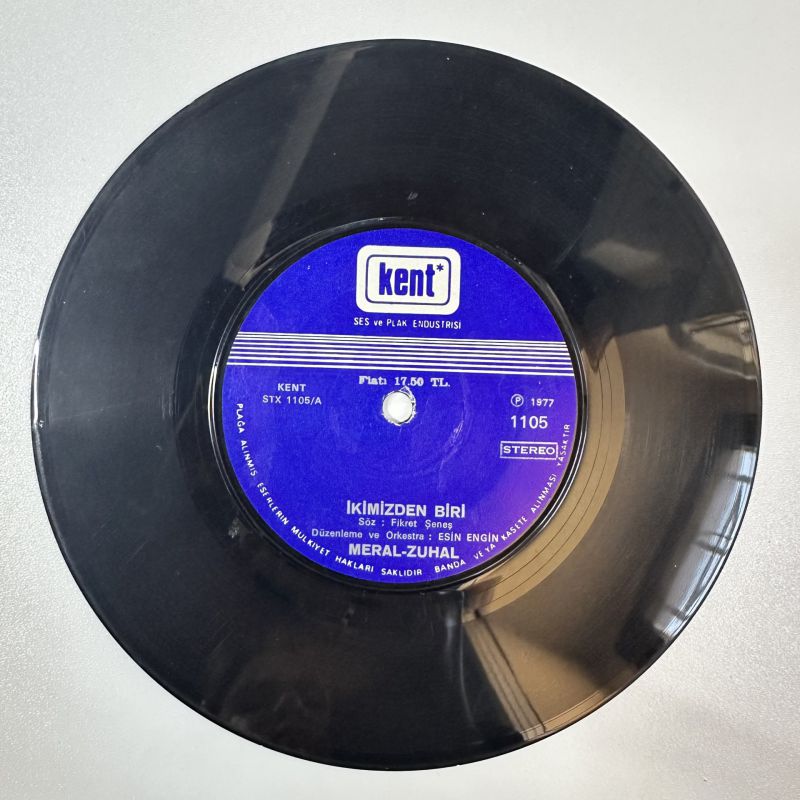 kent*
SES ve PLAK ENDUSTRISI
Fiatı 17.50 TL.
KENT
STX 1105/A
Ⓟ 1977
1105
STEREO
İKİMİZDEN BİRİ
Söz : Fikret Şeneş
Düzenleme ve Orkestra : ESİN ENGİN
MERAL-ZUHAL
PLAĞA ALINMIŞ ESERLERİN MÜLKİYET HAKLARI SAKLIDIR BANDA VE YA KASETE ALINMASI YASAKTIR